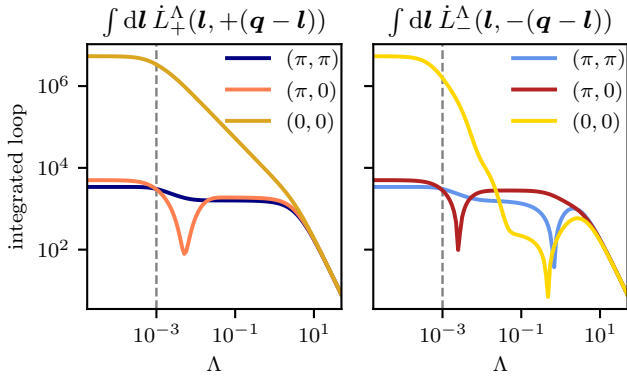 ∫ d𝒍 L̇₊^Λ(𝒍, +(𝒒 − 𝒍))
∫ d𝒍 L̇₋^Λ(𝒍, −(𝒒 − 𝒍))
integrated loop
10⁶
10⁴
10²
(π, π)
(π, 0)
(0, 0)
(π, π)
(π, 0)
(0, 0)
10⁻³ 10⁻¹ 10¹
10⁻³ 10⁻¹ 10¹
Λ
Λ